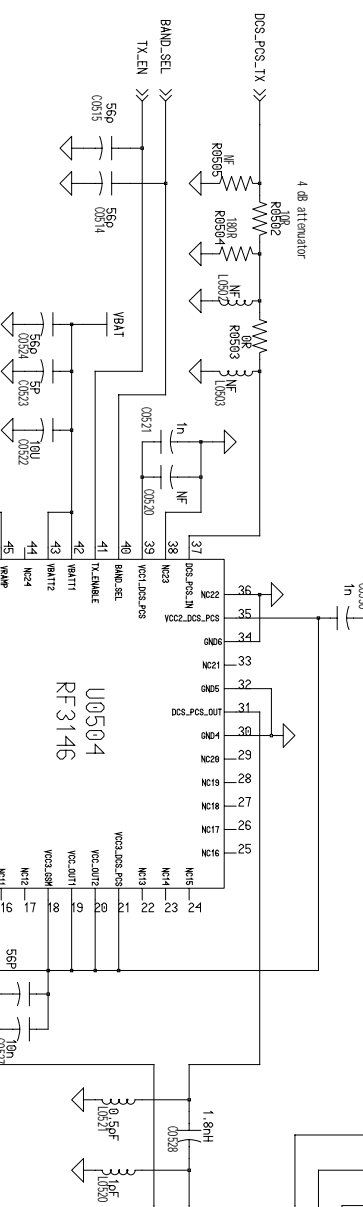 DCS_PCS_TX
BAND_SEL
TX_EN
4 dB attenuator
NF
R0505
10R
R0502
180R
R0504
NF
L0502
0R
R0503
NF
L0503
56p
C0515
56p
C0514
VBAT
56p
C0524
5P
C0523
10U
C0522
1n
C0521
NF
C0520
1n
37
38
39
40
41
42
43
44
45
DCS_PCS_IN
NC23
VCC1_DCS_PCS
BAND_SEL
TX_ENABLE
VBATT1
VBATT2
NC24
VRAMP
U0504
RF3146
NC22
VCC2_DCS_PCS
GND6
NC21
GND5
DCS_PCS_OUT
GND4
NC20
NC19
NC18
NC17
NC16
36
35
34
33
32
31
30
29
28
27
26
25
NC15
NC14
NC13
VCC3_DCS_PCS
VCC_OUT2
VCC_OUT1
VCC3_GSM
NC12
NC11
24
23
22
21
20
19
18
17
16
56P
10n
1,8nH
C0528
0,5pF
L0521
1pF
L0520